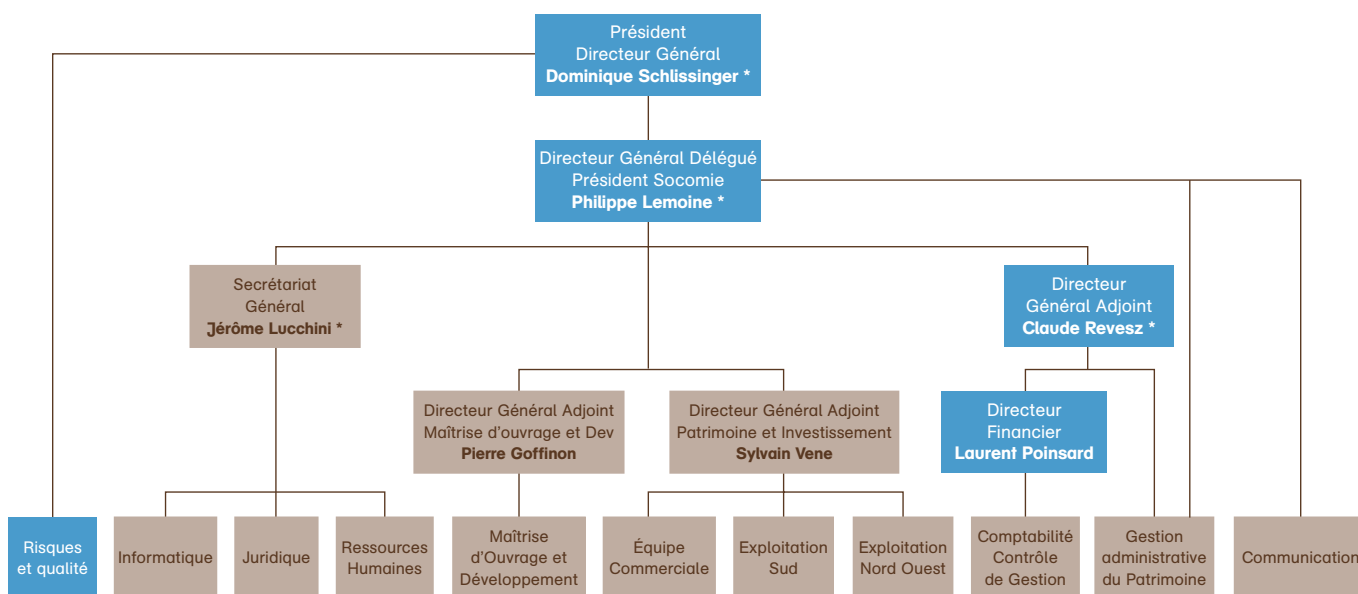 Président
Directeur Général
Dominique Schlissinger *
Directeur Général Délégué
Président Socomie
Philippe Lemoine *
Secrétariat
Général
Jérôme Lucchini *
Directeur
Général Adjoint
Claude Revesz *
Directeur Général Adjoint
Maîtrise d'ouvrage et Dev
Pierre Goffinon
Directeur Général Adjoint
Patrimoine et Investissement
Sylvain Vene
Directeur
Financier
Laurent Poinsard
Risques
et qualité
Informatique
Juridique
Ressources
Humaines
Maîtrise
d'Ouvrage et
Développement
Équipe
Commerciale
Exploitation
Sud
Exploitation
Nord Ouest
Comptabilité
Contrôle
de Gestion
Gestion
administrative
du Patrimoine
Communication